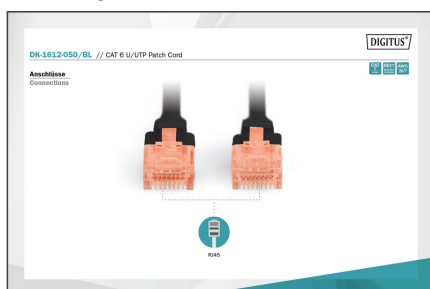 DIGITUS®
DK-1612-050/BL // CAT 6 U/UTP Patch Cord
Anschlüsse
Connections
RJ45